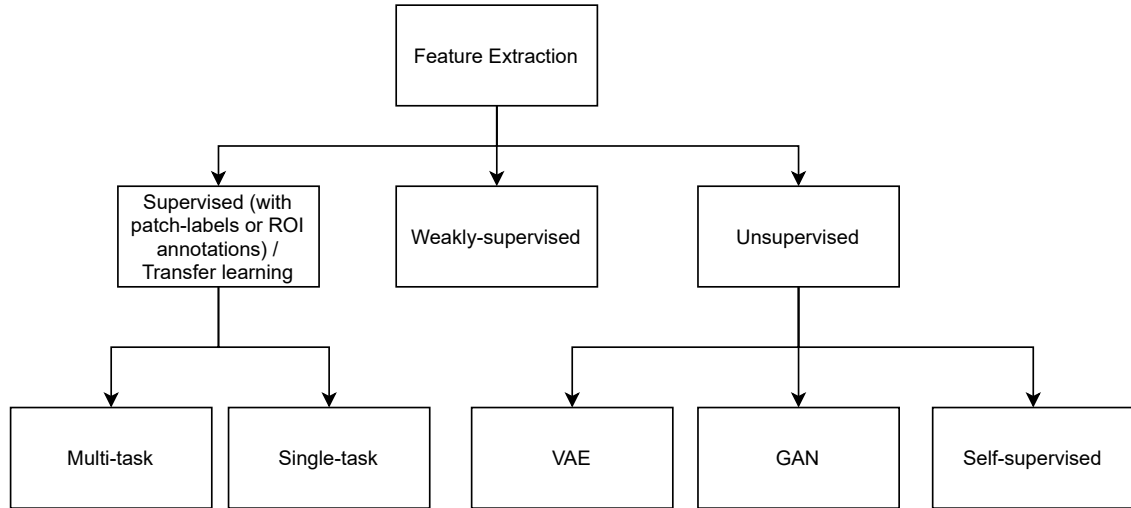 Feature Extraction
Supervised (with
patch-labels or ROI
annotations) /
Transfer learning
Weakly-supervised
Unsupervised
Multi-task
Single-task
VAE
GAN
Self-supervised